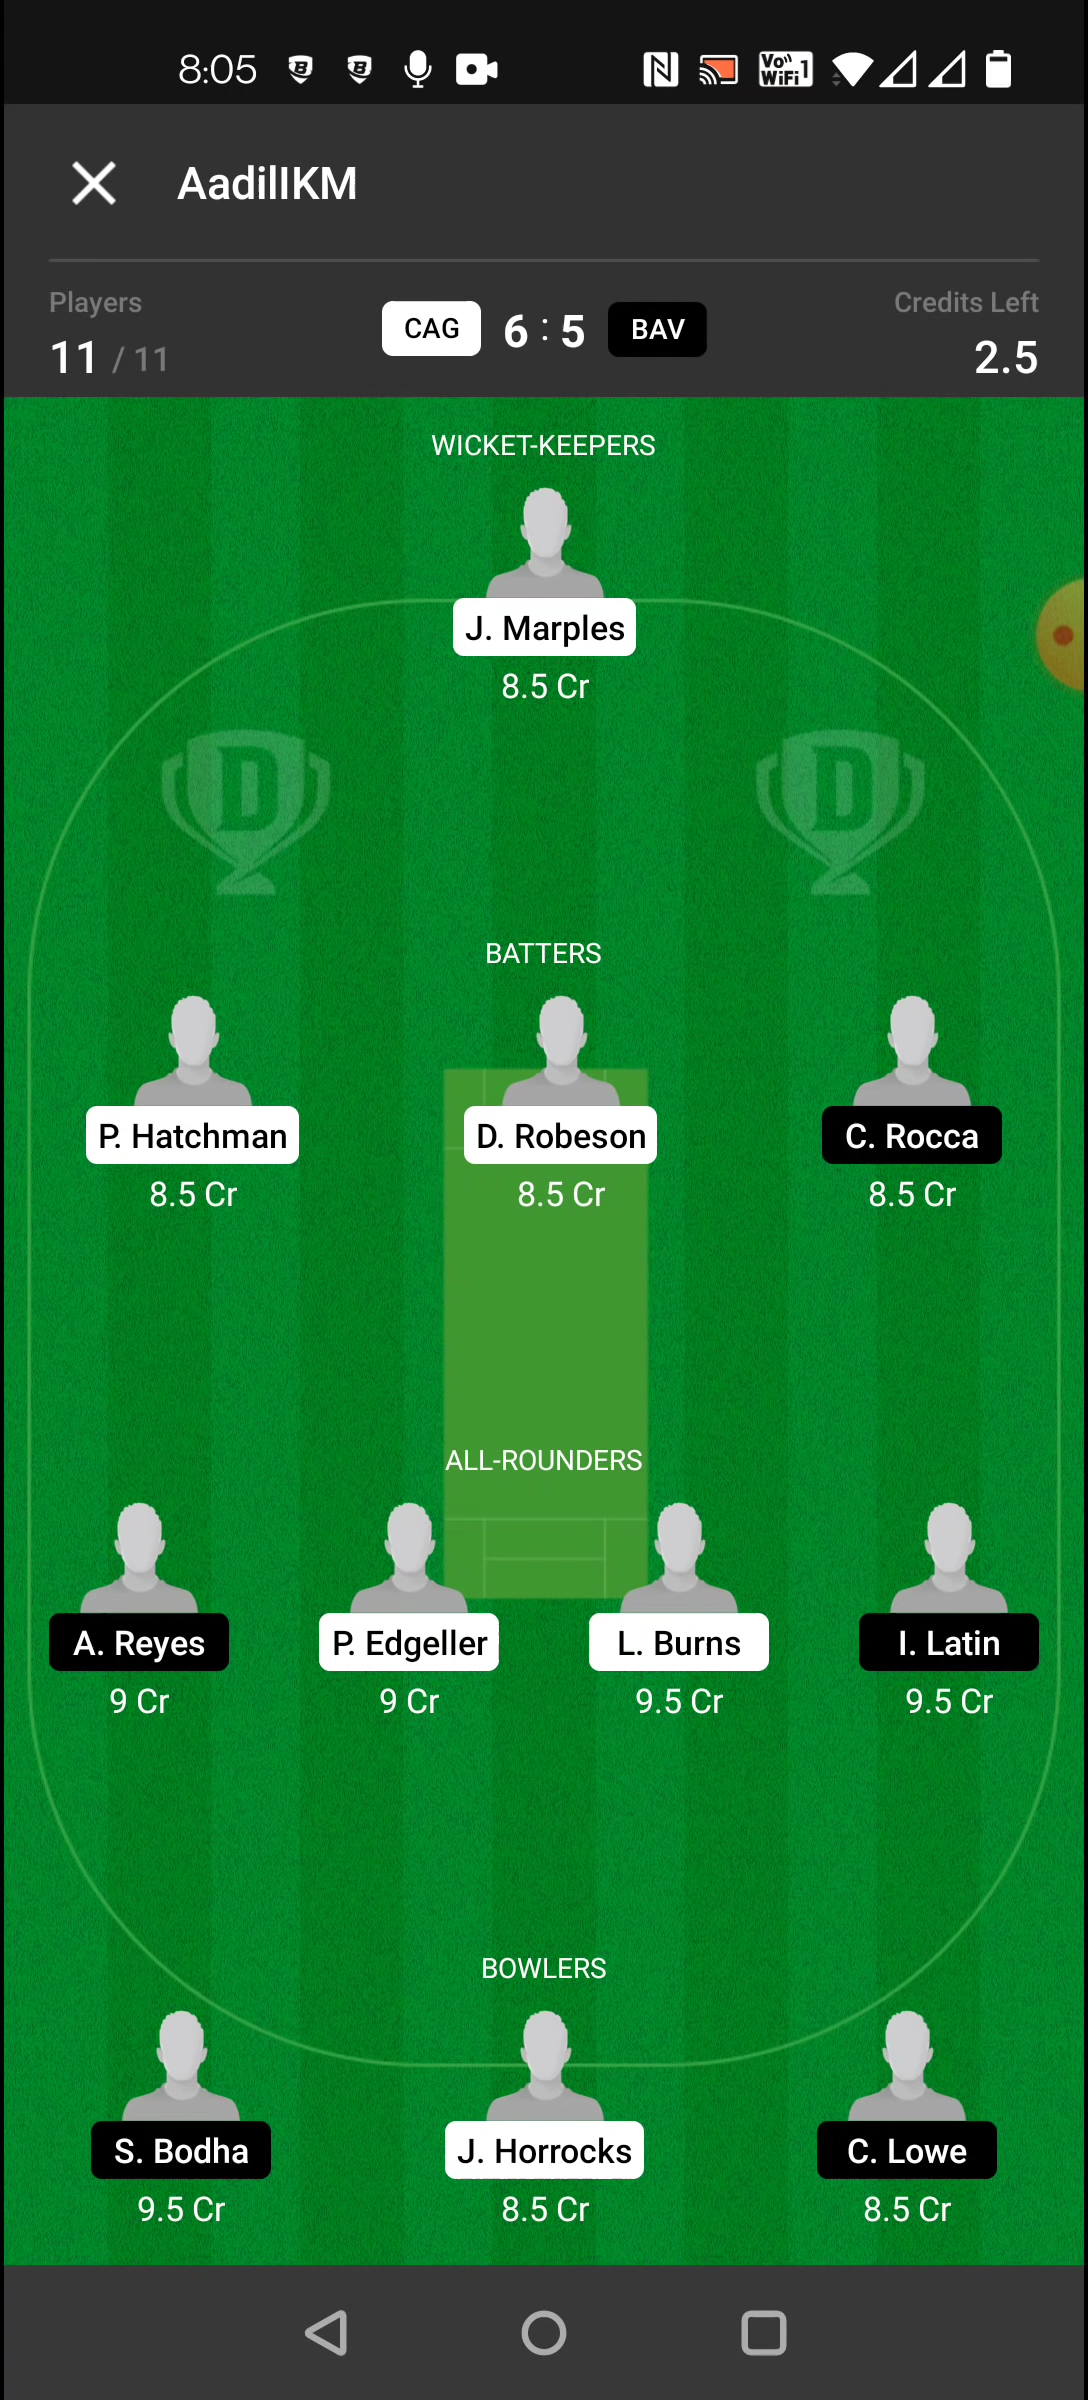 8:05
Vo WiFi 1
AadilIKM
Players
Credits Left
11 / 11
CAG 6 : 5 BAV
2.5
WICKET-KEEPERS
J. Marples
8.5 Cr
D D
BATTERS
P. Hatchman D. Robeson C. Rocca
8.5 Cr 8.5 Cr 8.5 Cr
ALL-ROUNDERS
A. Reyes P. Edgeller L. Burns I. Latin
9 Cr 9 Cr 9.5 Cr 9.5 Cr
BOWLERS
S. Bodha J. Horrocks C. Lowe
9.5 Cr 8.5 Cr 8.5 Cr